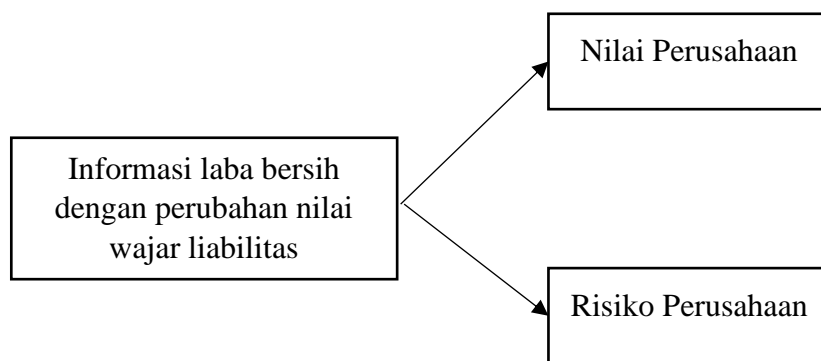 Nilai Perusahaan
Informasi laba bersih
dengan perubahan nilai
wajar liabilitas
Risiko Perusahaan